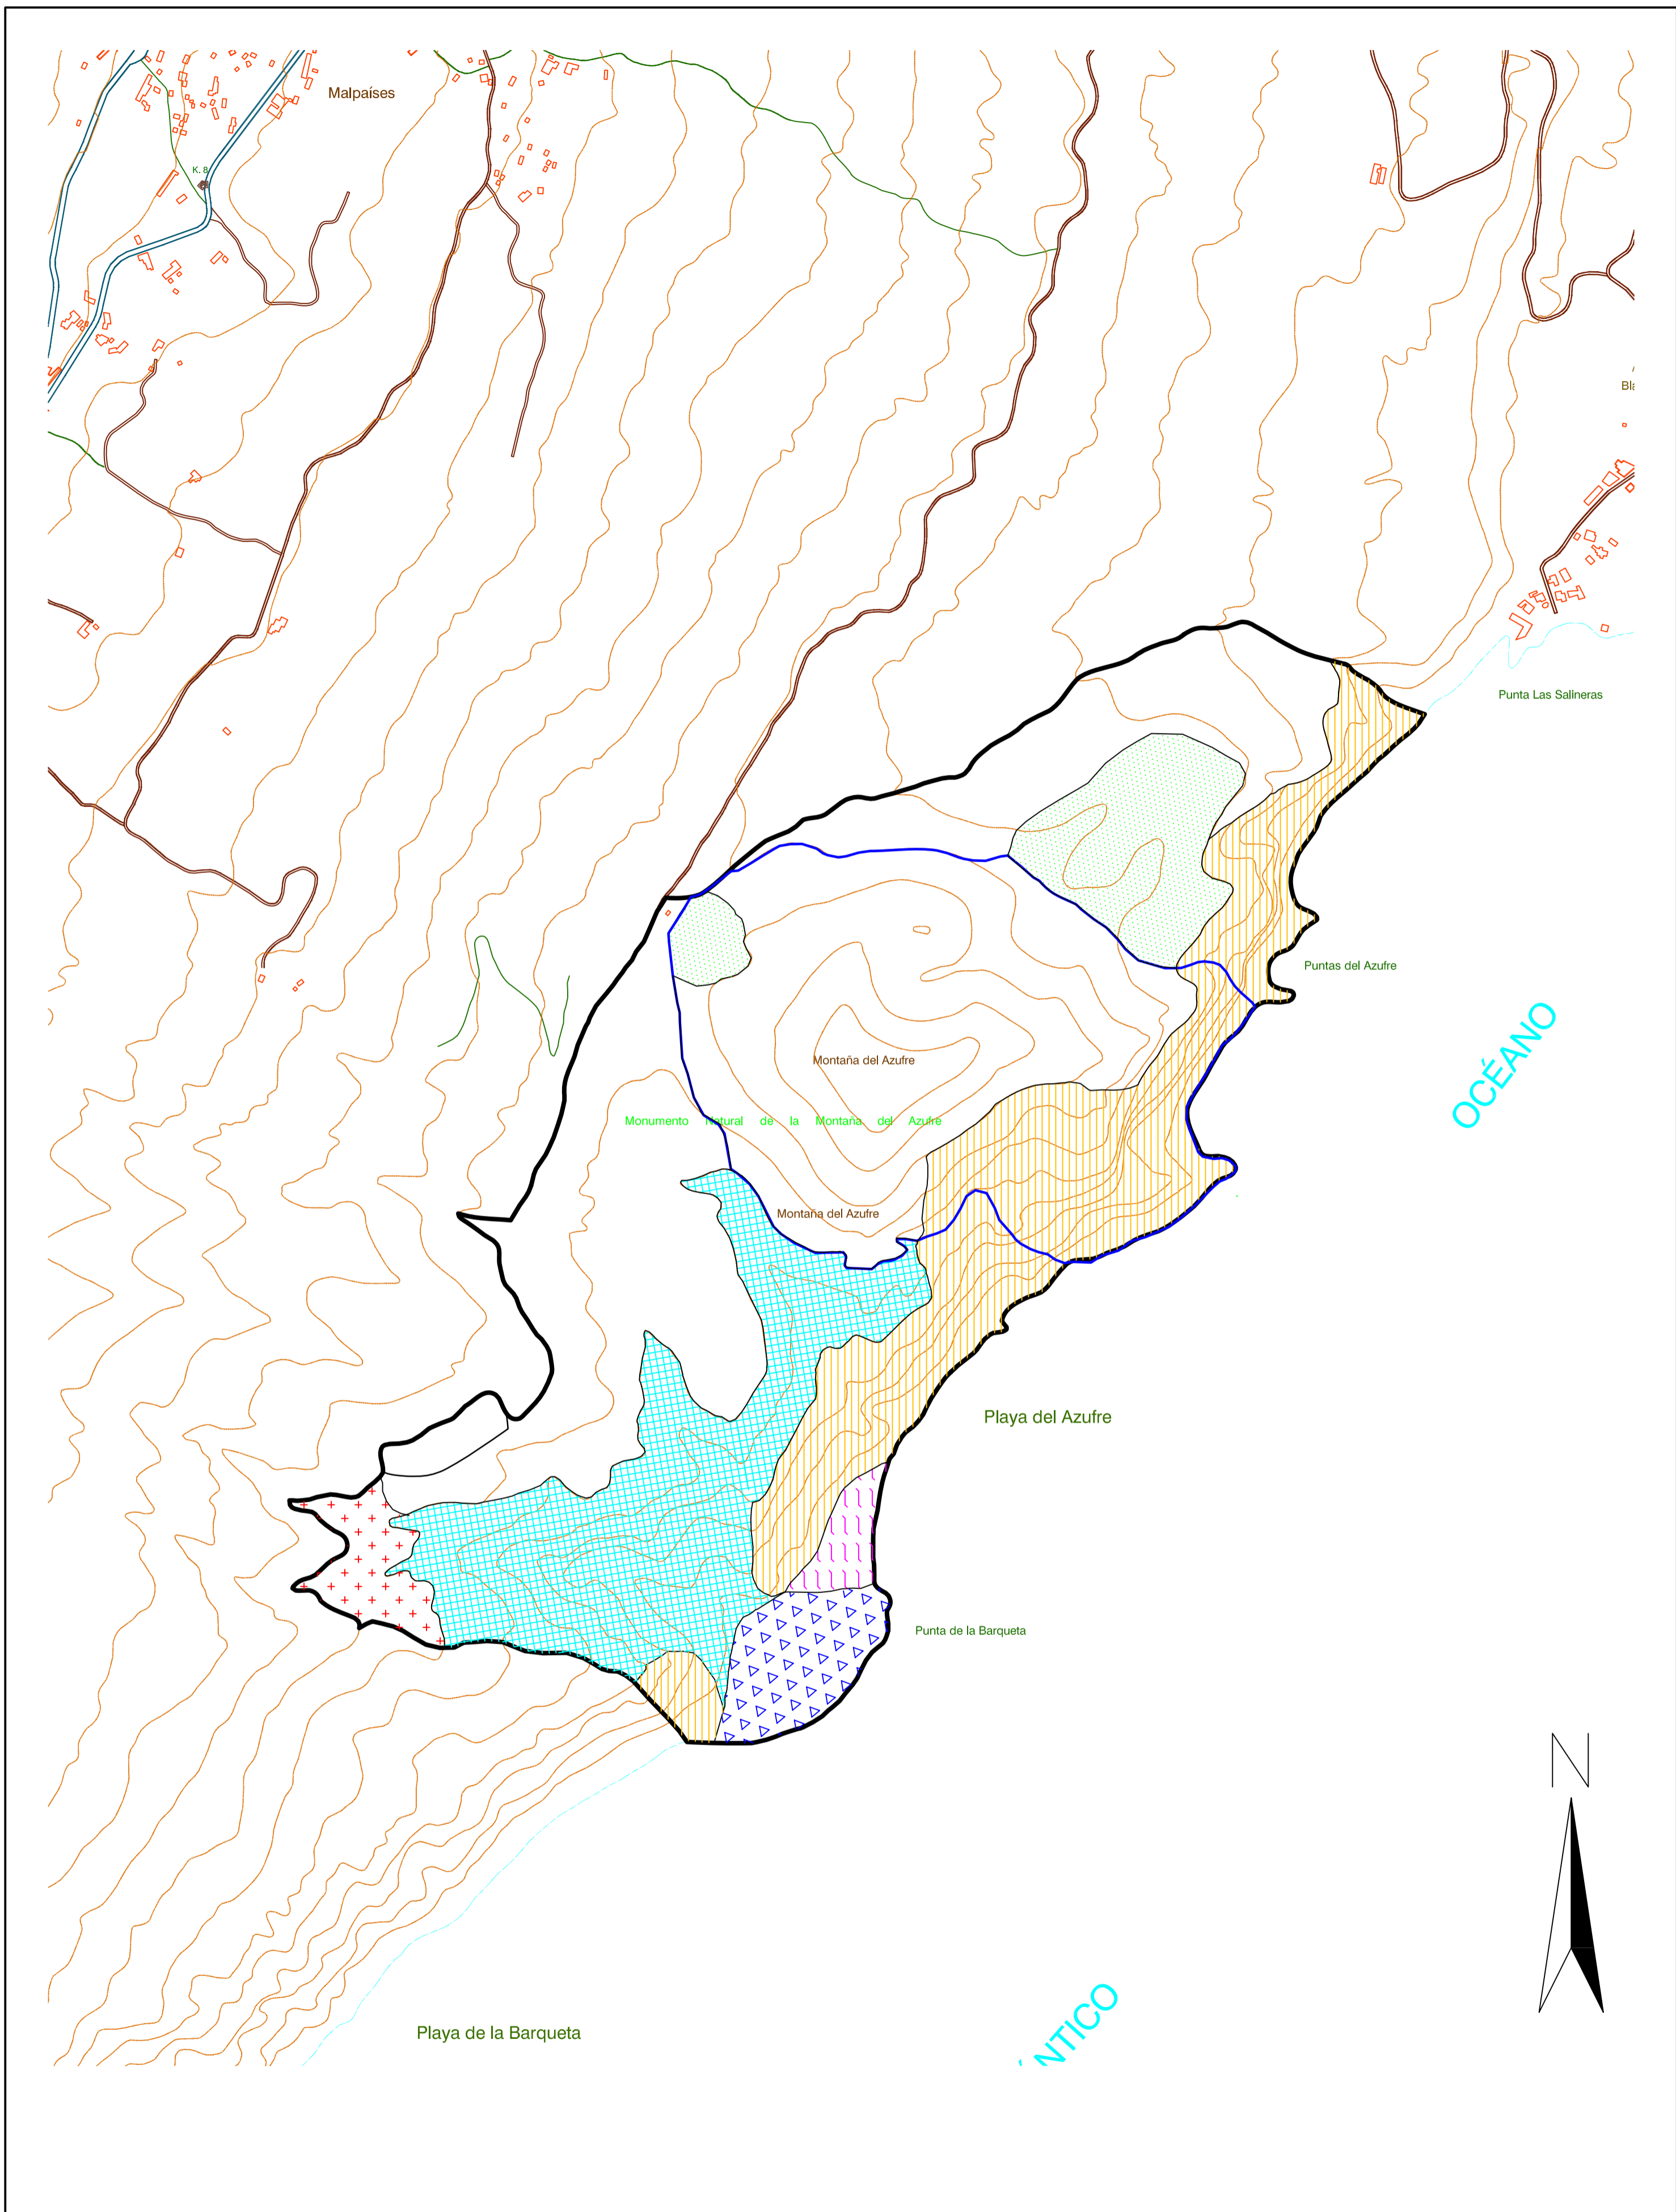 Malpaíses
K. 8
Punta Las Salineras
Puntas del Azufre
OCÉANO
Montaña del Azufre
Monumento Natural de la Montaña del Azufre
Montaña del Azufre
Playa del Azufre
Punta de la Barqueta
N
NTICO
Playa de la Barqueta